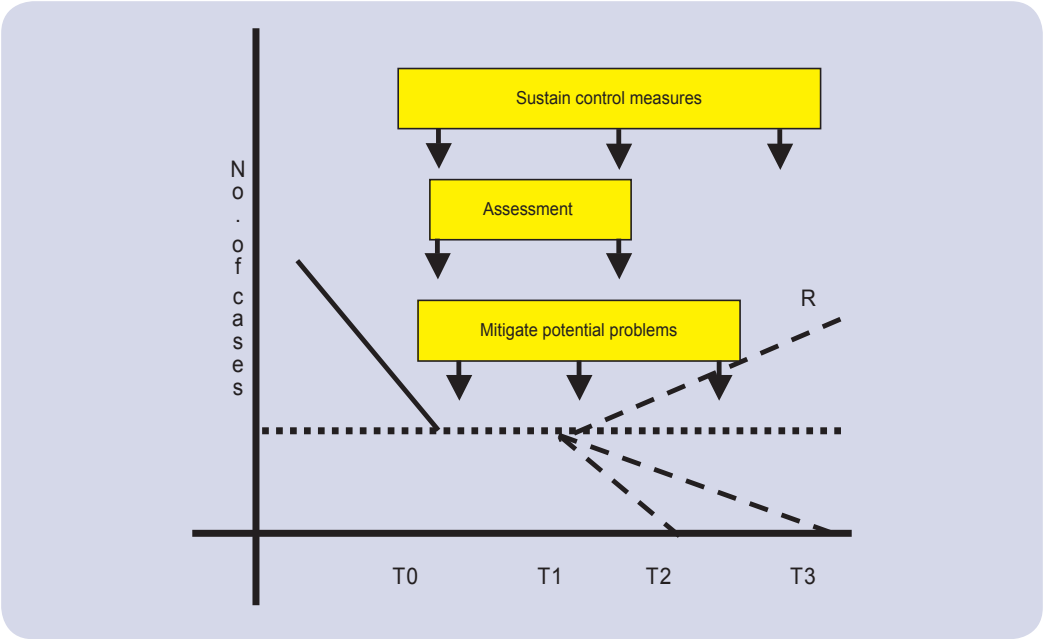 Sustain control measures
No. of cases
Assessment
R
Mitigate potential problems
T0 T1 T2 T3